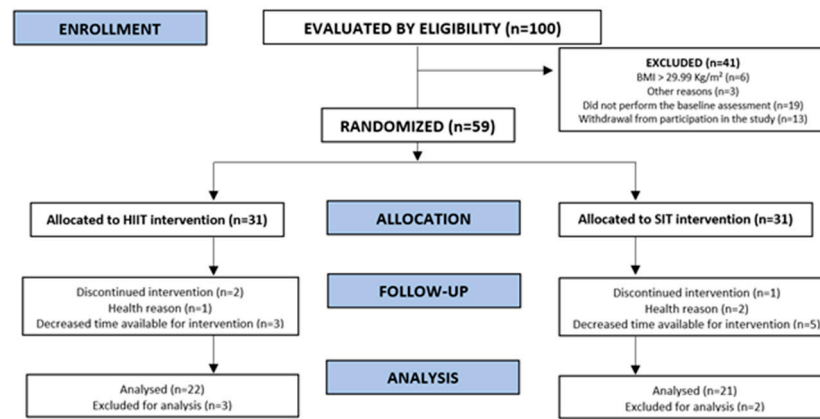 ENROLLMENT
EVALUATED BY ELIGIBILITY (n=100)
EXCLUDED (n=41)
BMI > 29.99 Kg/m² (n=6)
Other reasons (n=3)
Did not perform the baseline assessment (n=19)
Withdrawal from participation in the study (n=13)
RANDOMIZED (n=59)
Allocated to HIIT intervention (n=31)
ALLOCATION
Allocated to SIT intervention (n=31)
Discontinued intervention (n=2)
Health reason (n=1)
Decreased time available for intervention (n=3)
FOLLOW-UP
Discontinued intervention (n=1)
Health reason (n=2)
Decreased time available for intervention (n=5)
Analysed (n=22)
Excluded for analysis (n=3)
ANALYSIS
Analysed (n=21)
Excluded for analysis (n=2)